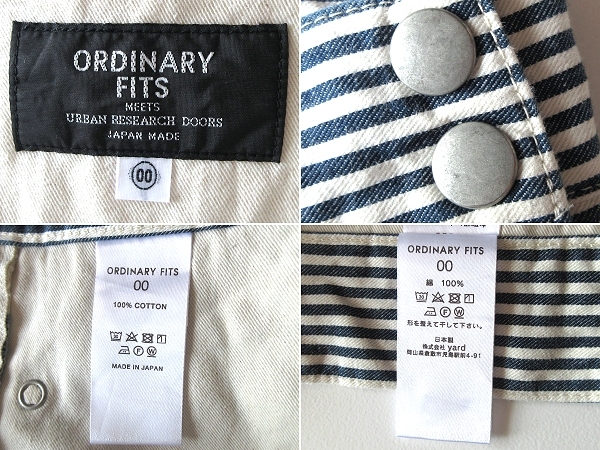 ORDINARY
FITS
MEETS
URBAN RESEARCH DOORS
JAPAN MADE
00
ORDINARY FITS
00
100% COTTON
MADE IN JAPAN
ORDINARY FITS
00
綿 100%
形を整えて干して下さい。
日本製
株式会社 yard
岡山県倉敷市児島駅前4-91